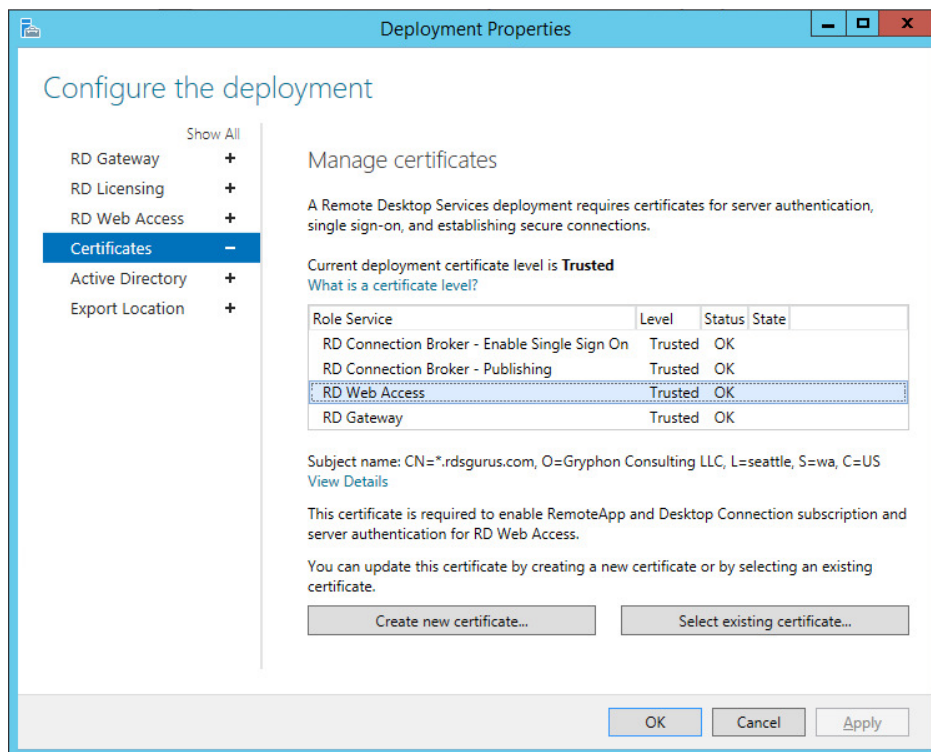 Deployment Properties
Configure the deployment
Show All
RD Gateway +
RD Licensing +
RD Web Access +
Certificates –
Active Directory +
Export Location +
Manage certificates
A Remote Desktop Services deployment requires certificates for server authentication,
single sign-on, and establishing secure connections.
Current deployment certificate level is Trusted
What is a certificate level?
Role Service Level Status State
RD Connection Broker - Enable Single Sign On Trusted OK
RD Connection Broker - Publishing Trusted OK
RD Web Access Trusted OK
RD Gateway Trusted OK
Subject name: CN=*.rdsgurus.com, O=Gryphon Consulting LLC, L=seattle, S=wa, C=US
View Details
This certificate is required to enable RemoteApp and Desktop Connection subscription and
server authentication for RD Web Access.
You can update this certificate by creating a new certificate or by selecting an existing
certificate.
Create new certificate... Select existing certificate...
OK Cancel Apply